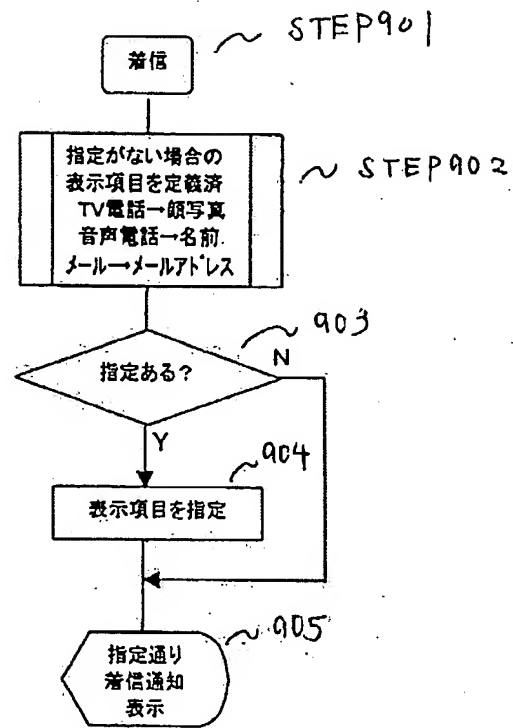 着信
STEP901
指定がない場合の
表示項目を定義済
TV電話→顔写真
音声電話→名前
メール→メールアドレス
STEP902
903
指定ある?
N
Y
904
表示項目を指定
905
指定通り
着信通知
表示